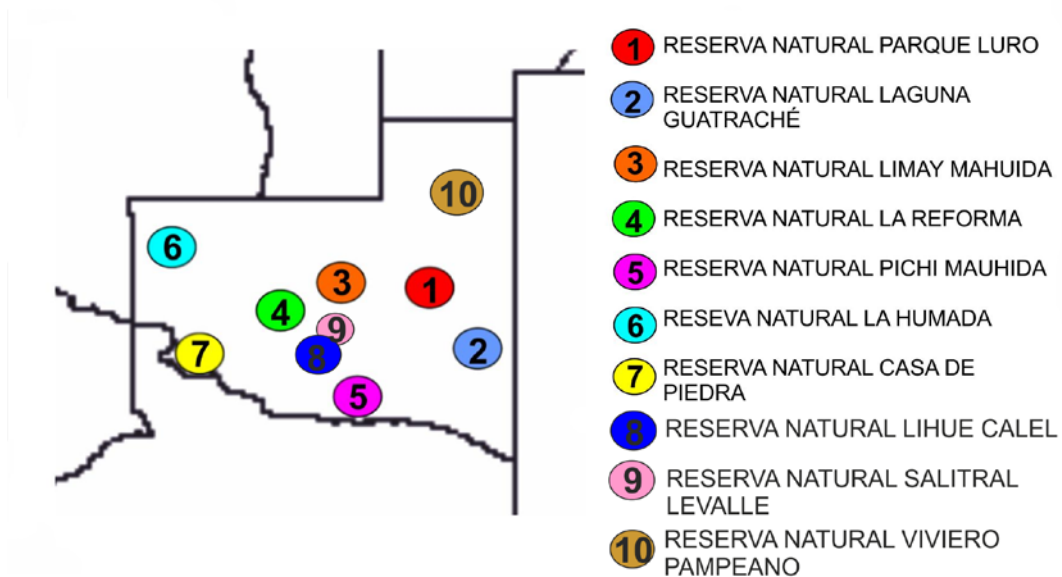 10
6
3
1
4
9
2
8
7
5
1 RESERVA NATURAL PARQUE LURO
2 RESERVA NATURAL LAGUNA
GUATRACHÉ
3 RESERVA NATURAL LIMAY MAHUIDA
4 RESERVA NATURAL LA REFORMA
5 RESERVA NATURAL PICHI MAUHIDA
6 RESEVA NATURAL LA HUMADA
7 RESERVA NATURAL CASA DE
PIEDRA
8 RESERVA NATURAL LIHUE CALEL
9 RESERVA NATURAL SALITRAL
LEVALLE
10 RESERVA NATURAL VIVIERO
PAMPEANO